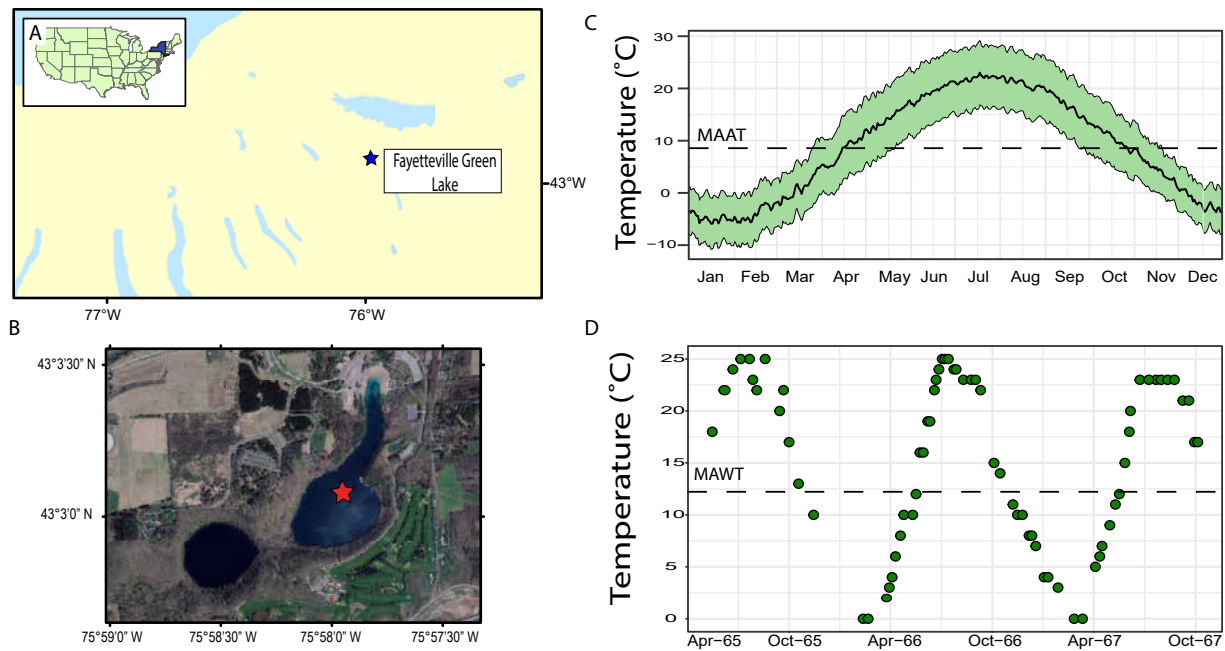 A
Fayetteville Green
Lake
43°W
77°W
76°W
B
43°3'30" N
43°3'0" N
75°59'0" W
75°58'30" W
75°58'0" W
75°57'30" W
C
Temperature (˚C)
30
20
10
0
−10
MAAT
Jan
Feb
Mar
Apr
May
Jun
Jul
Aug
Sep
Oct
Nov
Dec
D
Temperature (˚C)
25
20
15
10
5
0
MAWT
Apr−65
Oct−65
Apr−66
Oct−66
Apr−67
Oct−67